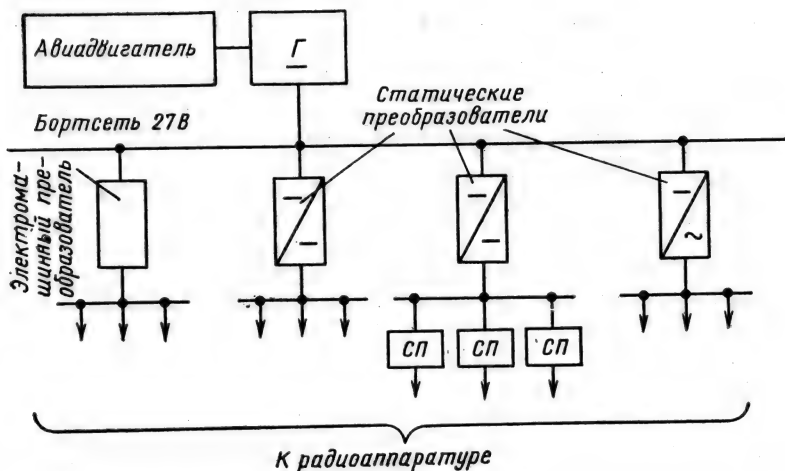 Авиадвигатель
Г
Статические
преобразователи
Бортсеть 27В
Электрома-
шинный пре-
образователь
СП
СП
СП
К радиоаппаратуре